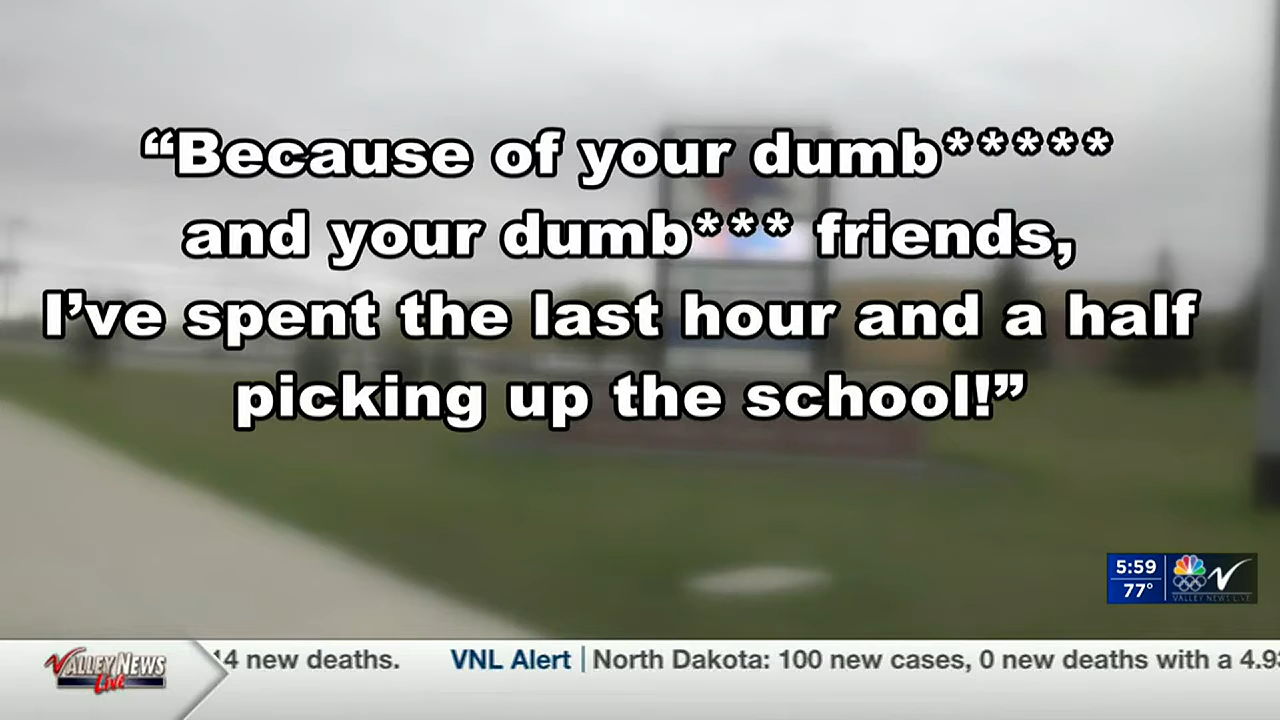 “Because of your dumb*****
and your dumb*** friends,
I’ve spent the last hour and a half
picking up the school!”
5:59
77°
VALLEY NEWS LIVE
VALLEY NEWS
Live
14 new deaths. VNL Alert | North Dakota: 100 new cases, 0 new deaths with a 4.93